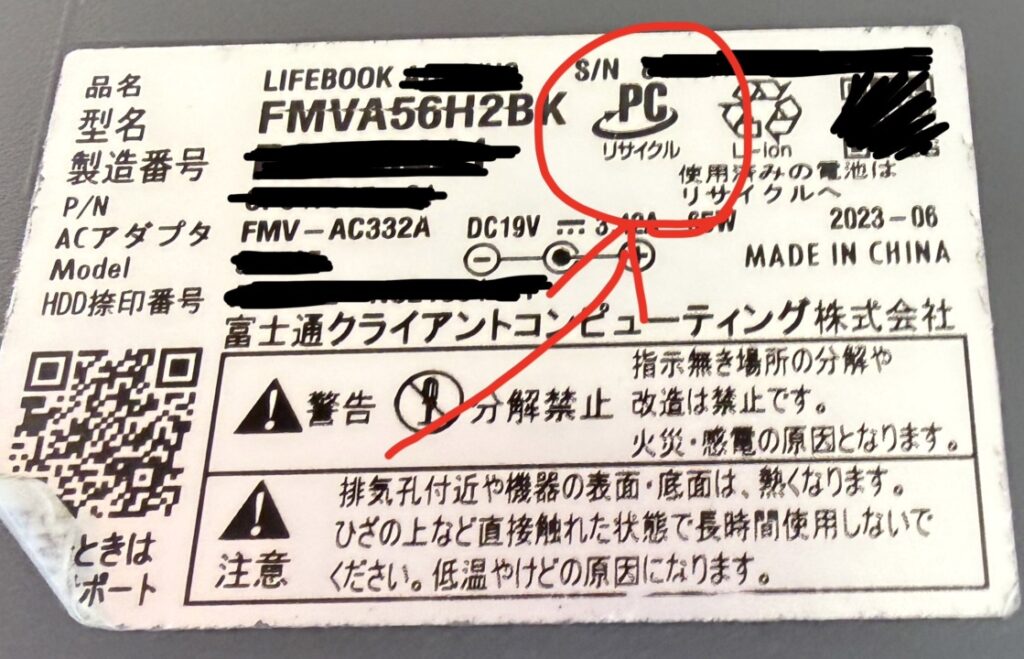 品名 LIFEBOOK S/N
型名 FMVA56H2BK
PC
リサイクル
Li-ion
製造番号
使用済みの電池は
リサイクルへ
P/N
ACアダプタ FMV-AC332A DC19V 3.42A 65W 2023-06
Model MADE IN CHINA
HDD捺印番号
富士通クライアントコンピューティング株式会社
警告 分解禁止
指示無き場所の分解や
改造は禁止です。
火災・感電の原因となります。
注意
排気孔付近や機器の表面・底面は、熱くなります。
ひざの上など直接触れた状態で長時間使用しないで
ください。低温やけどの原因になります。
ときは
ポート